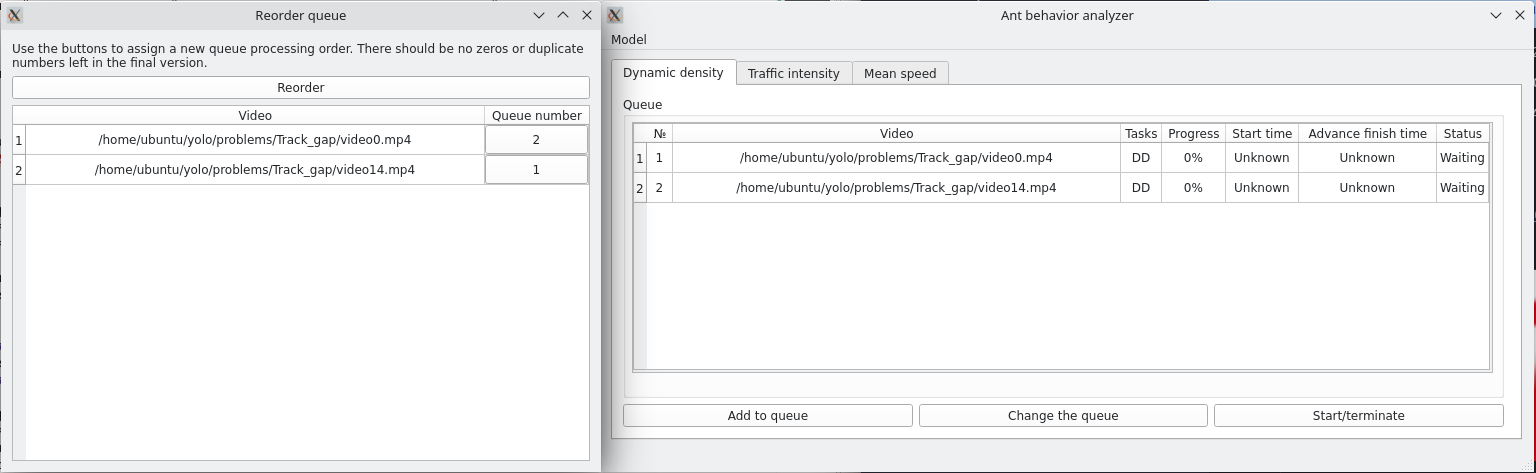 Reorder queue
Use the buttons to assign a new queue processing order. There should be no zeros or duplicate
numbers left in the final version.
Reorder
Video Queue number
1 /home/ubuntu/yolo/problems/Track_gap/video0.mp4 2
2 /home/ubuntu/yolo/problems/Track_gap/video14.mp4 1
Ant behavior analyzer
Model
Dynamic density Traffic intensity Mean speed
Queue
№ Video Tasks Progress Start time Advance finish time Status
1 1 /home/ubuntu/yolo/problems/Track_gap/video0.mp4 DD 0% Unknown Unknown Waiting
2 2 /home/ubuntu/yolo/problems/Track_gap/video14.mp4 DD 0% Unknown Unknown Waiting
Add to queue Change the queue Start/terminate